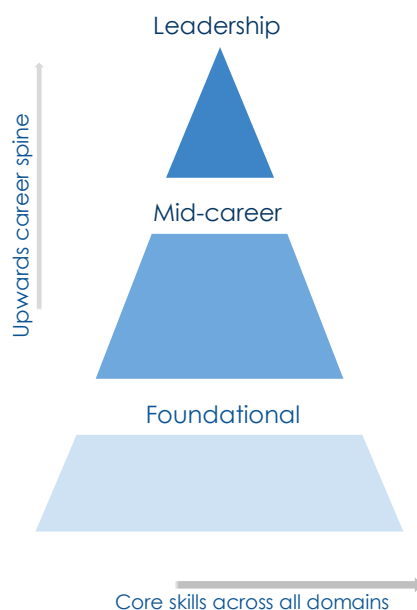 Leadership
Upwards career spine
Mid-career
Foundational
Core skills across all domains